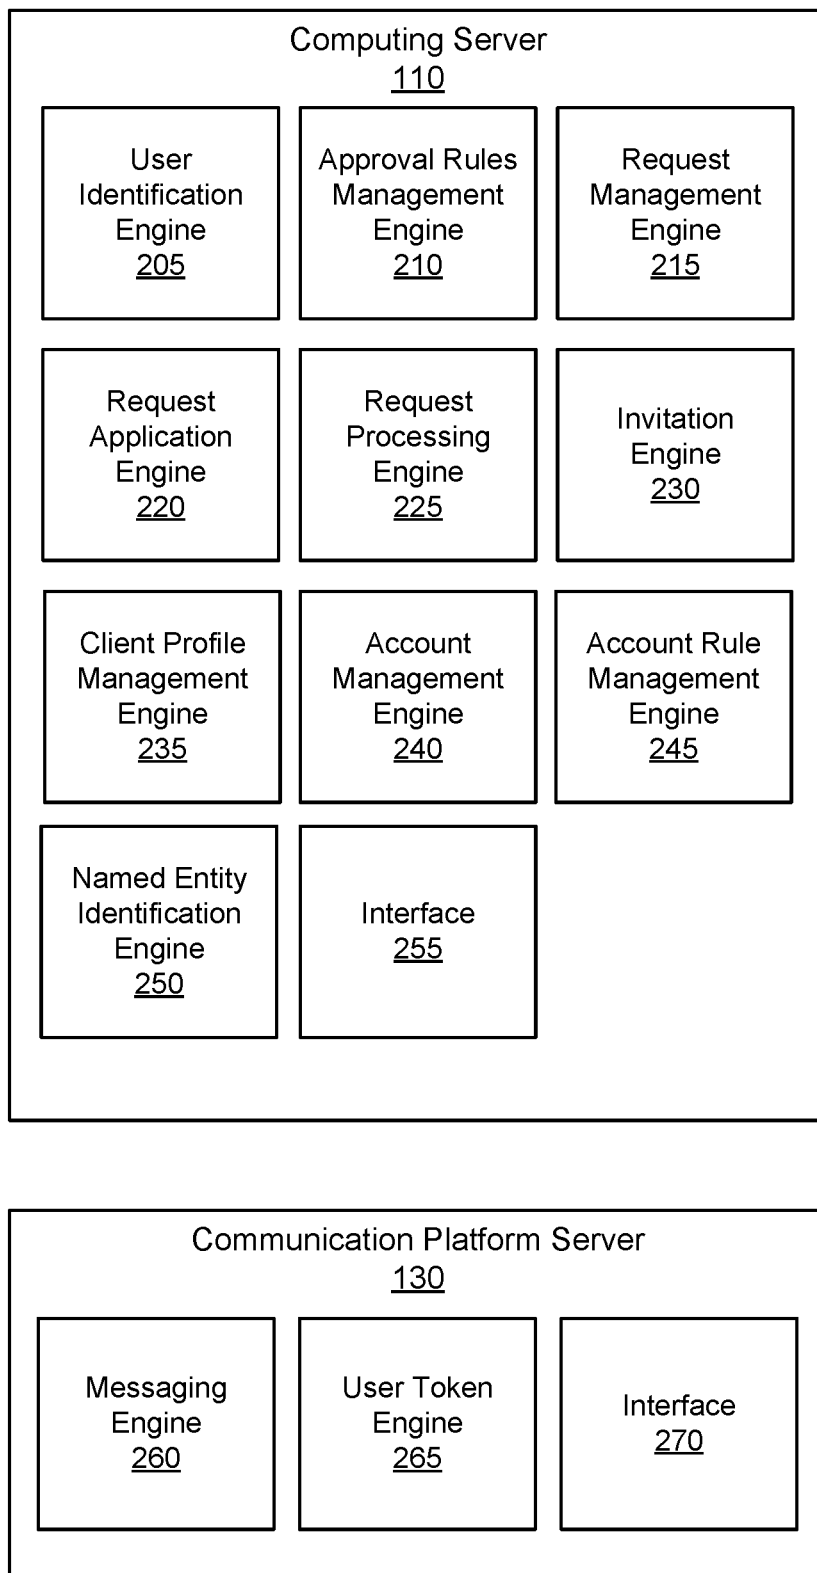 Computing Server
110
User
Identification
Engine
205
Approval Rules
Management
Engine
210
Request
Management
Engine
215
Request
Application
Engine
220
Request
Processing
Engine
225
Invitation
Engine
230
Client Profile
Management
Engine
235
Account
Management
Engine
240
Account Rule
Management
Engine
245
Named Entity
Identification
Engine
250
Interface
255
Communication Platform Server
130
Messaging
Engine
260
User Token
Engine
265
Interface
270